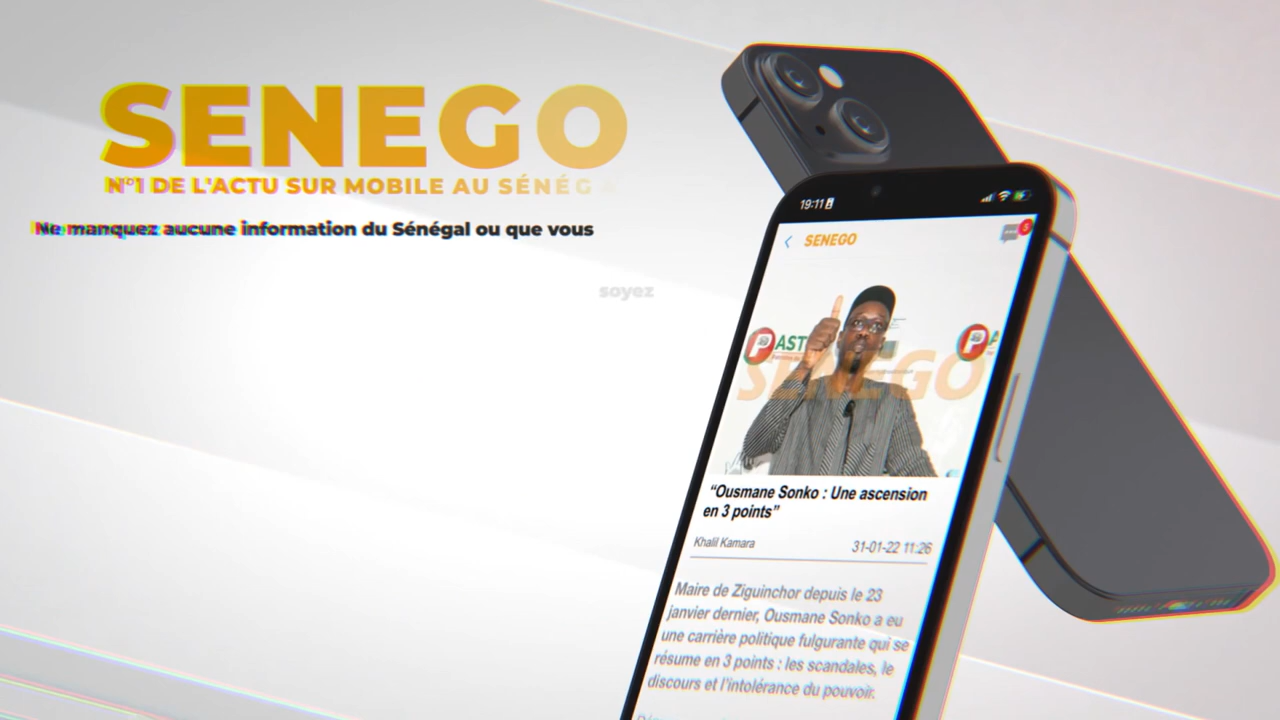 SENEGO
N°1 DE L'ACTU SUR MOBILE AU SÉNÉGA
Ne manquez aucune information du Sénégal ou que vous
soyez
19:11
SENEGO
5
PAST
SENEGO
“Ousmane Sonko : Une ascension
en 3 points”
Khalil Kamara 31-01-22 11:26
Maire de Ziguinchor depuis le 23
janvier dernier, Ousmane Sonko a eu
une carrière politique fulgurante qui se
résume en 3 points : les scandales, le
discours et l'intolérance du pouvoir.